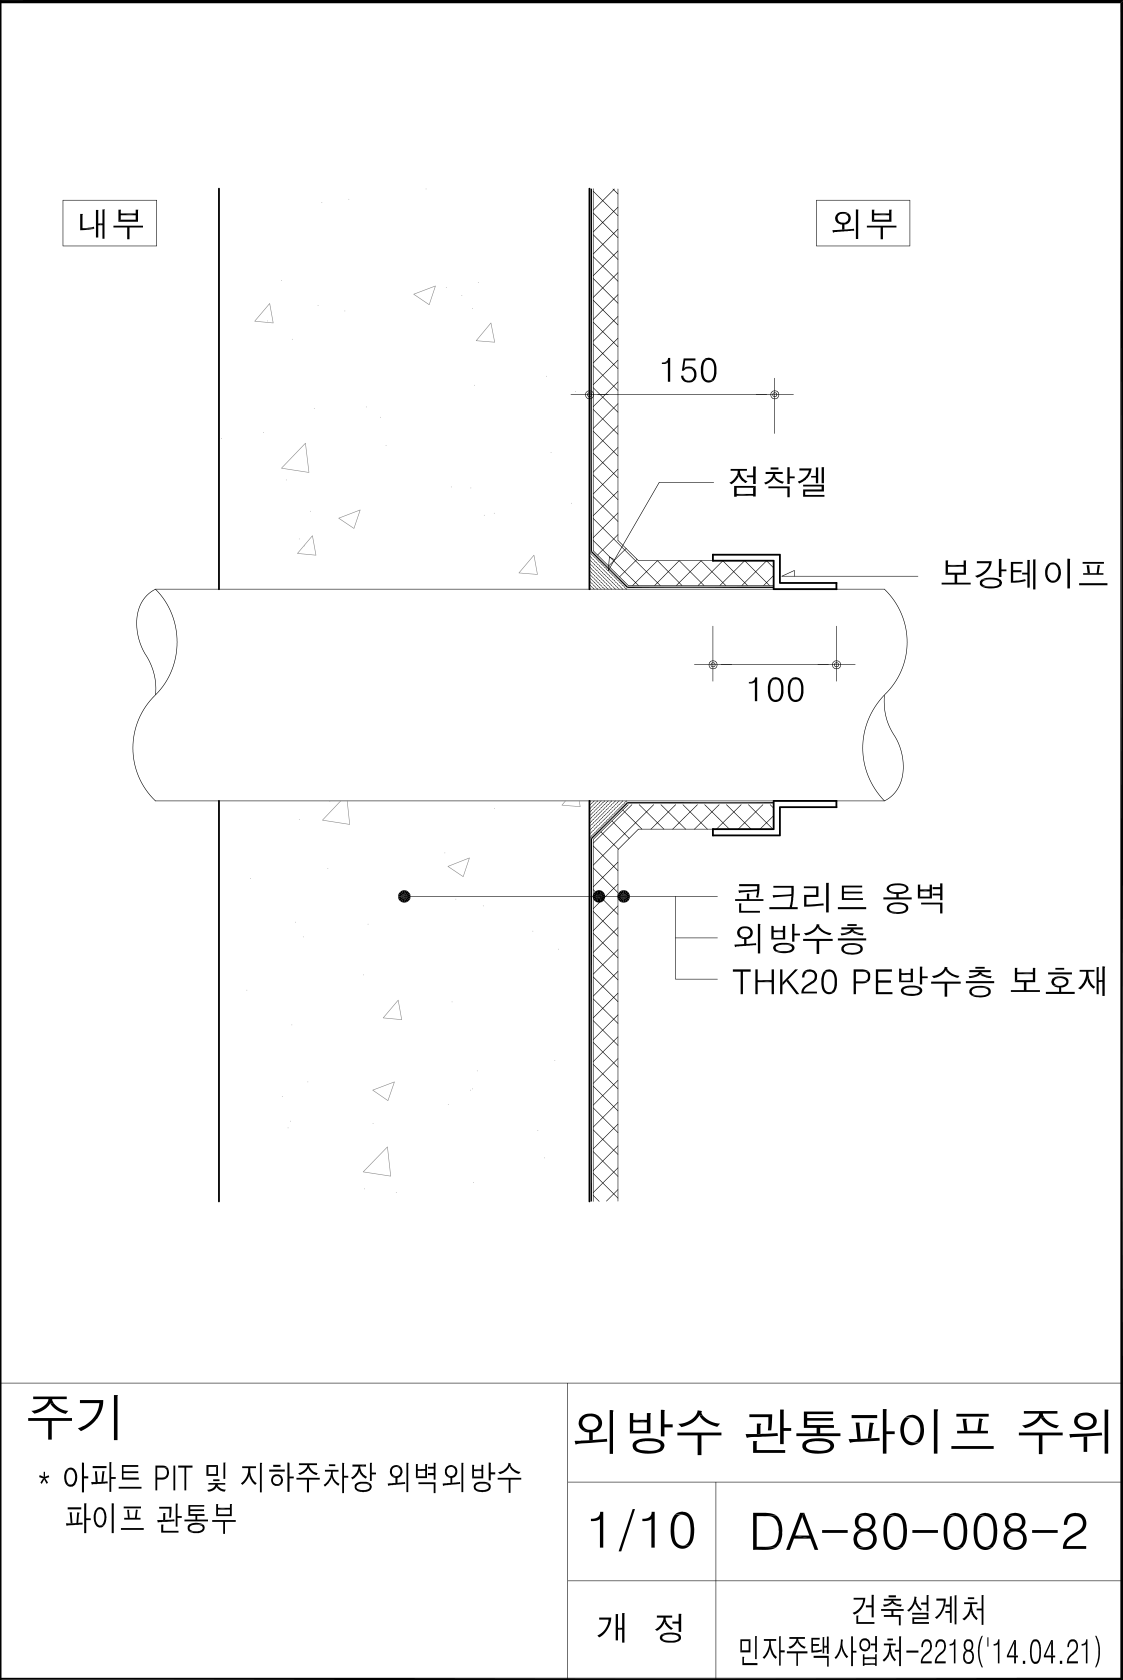 내부
외부
150
점착겔
보강테이프
100
콘크리트 옹벽
외방수층
THK20 PE방수층 보호재
주기
* 아파트 PIT 및 지하주차장 외벽외방수
파이프 관통부
외방수 관통파이프 주위
1/10
DA-80-008-2
개 정
건축설계처
민자주택사업처-2218('14.04.21)